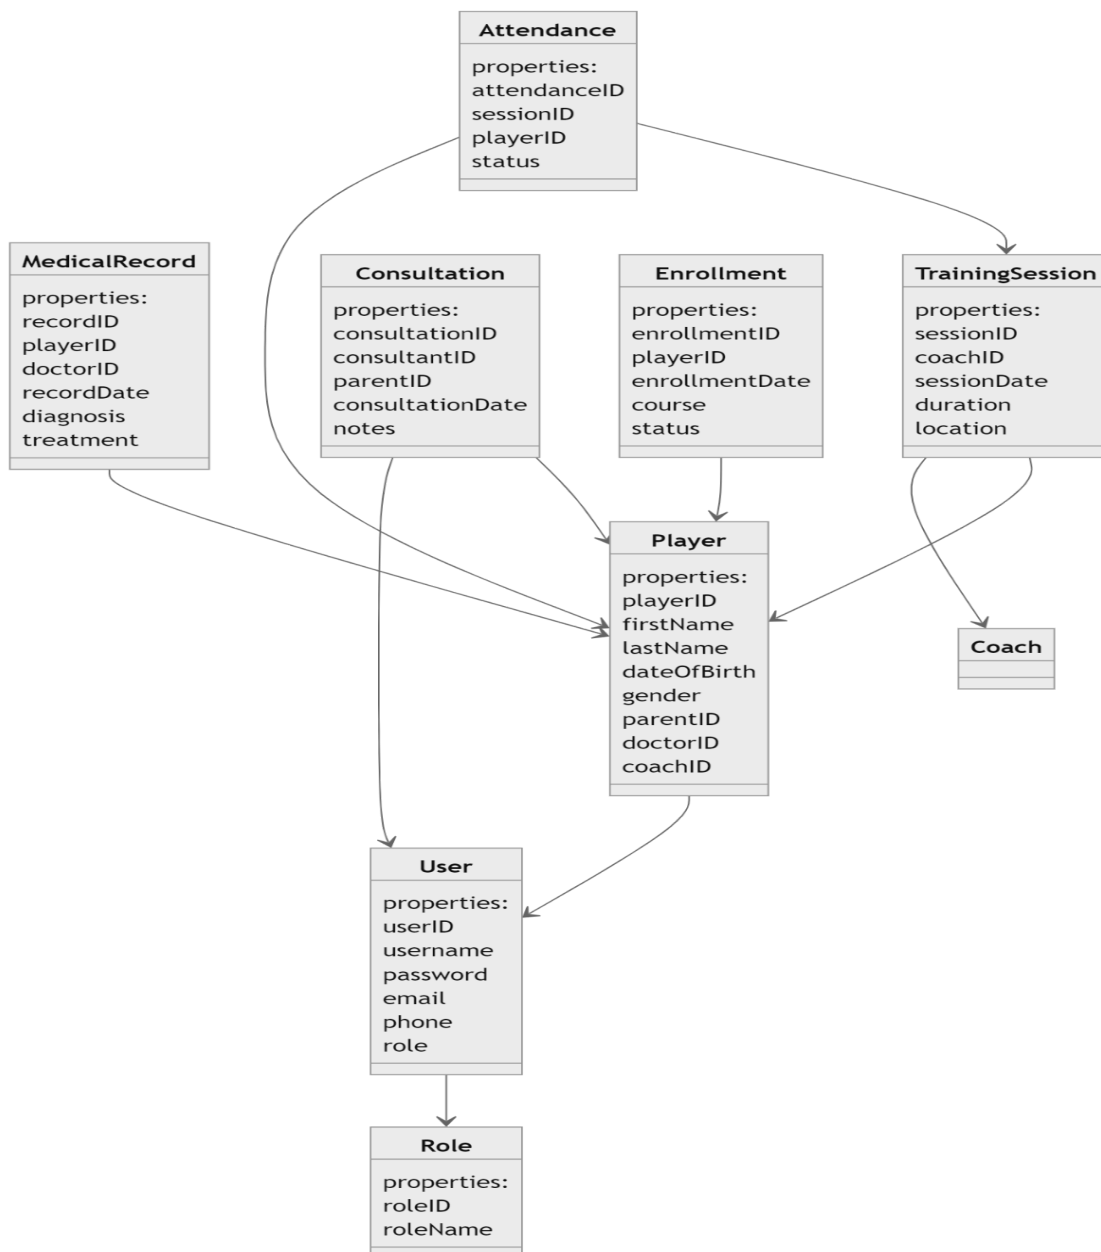 Attendance
properties:
attendanceID
sessionID
playerID
status
MedicalRecord
properties:
recordID
playerID
doctorID
recordDate
diagnosis
treatment
Consultation
properties:
consultationID
consultantID
parentID
consultationDate
notes
Enrollment
properties:
enrollmentID
playerID
enrollmentDate
course
status
TrainingSession
properties:
sessionID
coachID
sessionDate
duration
location
Player
properties:
playerID
firstName
lastName
dateOfBirth
gender
parentID
doctorID
coachID
Coach
User
properties:
userID
username
password
email
phone
role
Role
properties:
roleID
roleName